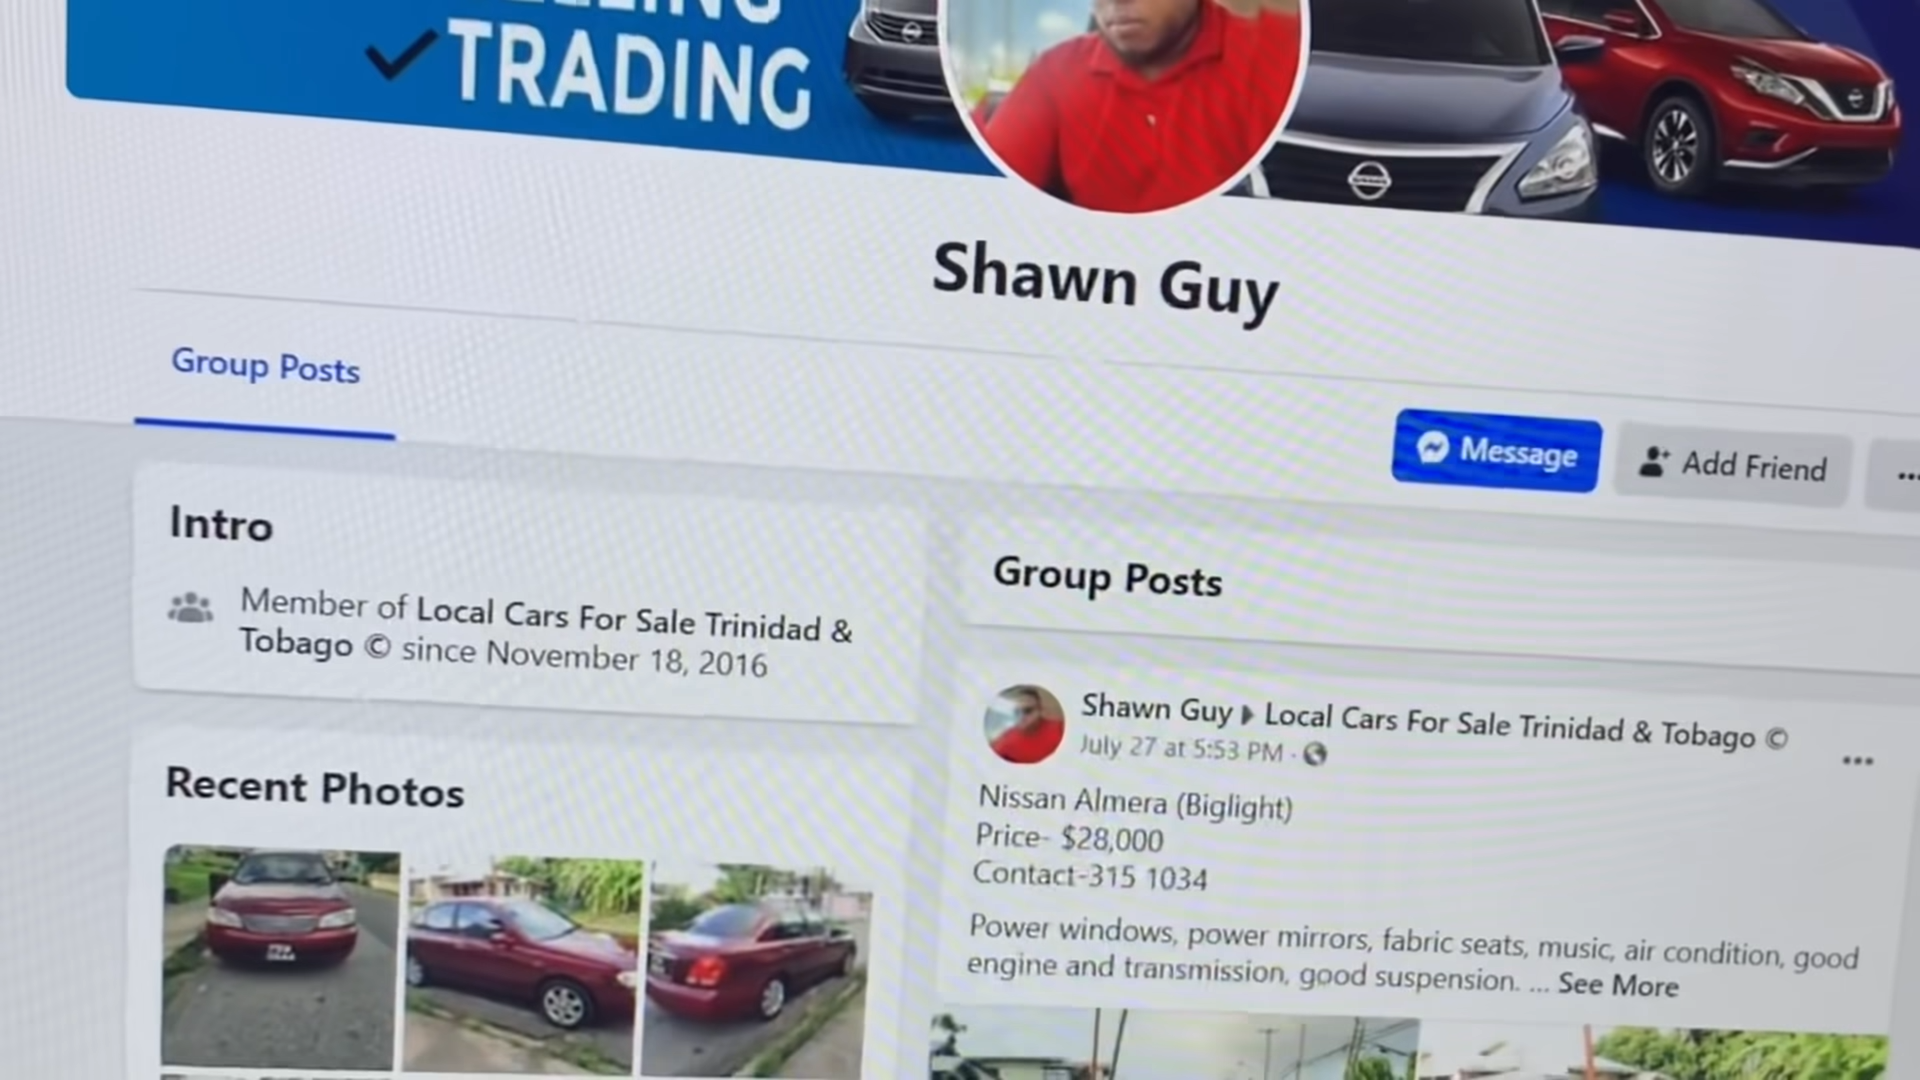 TRADING
Shawn Guy
Group Posts
Message
Add Friend
Intro
Member of Local Cars For Sale Trinidad &
Tobago © since November 18, 2016
Recent Photos
Group Posts
Shawn Guy ▸ Local Cars For Sale Trinidad & Tobago ©
July 27 at 5:53 PM ·
Nissan Almera (Biglight)
Price- $28,000
Contact-315 1034
Power windows, power mirrors, fabric seats, music, air condition, good
engine and transmission, good suspension. ... See More